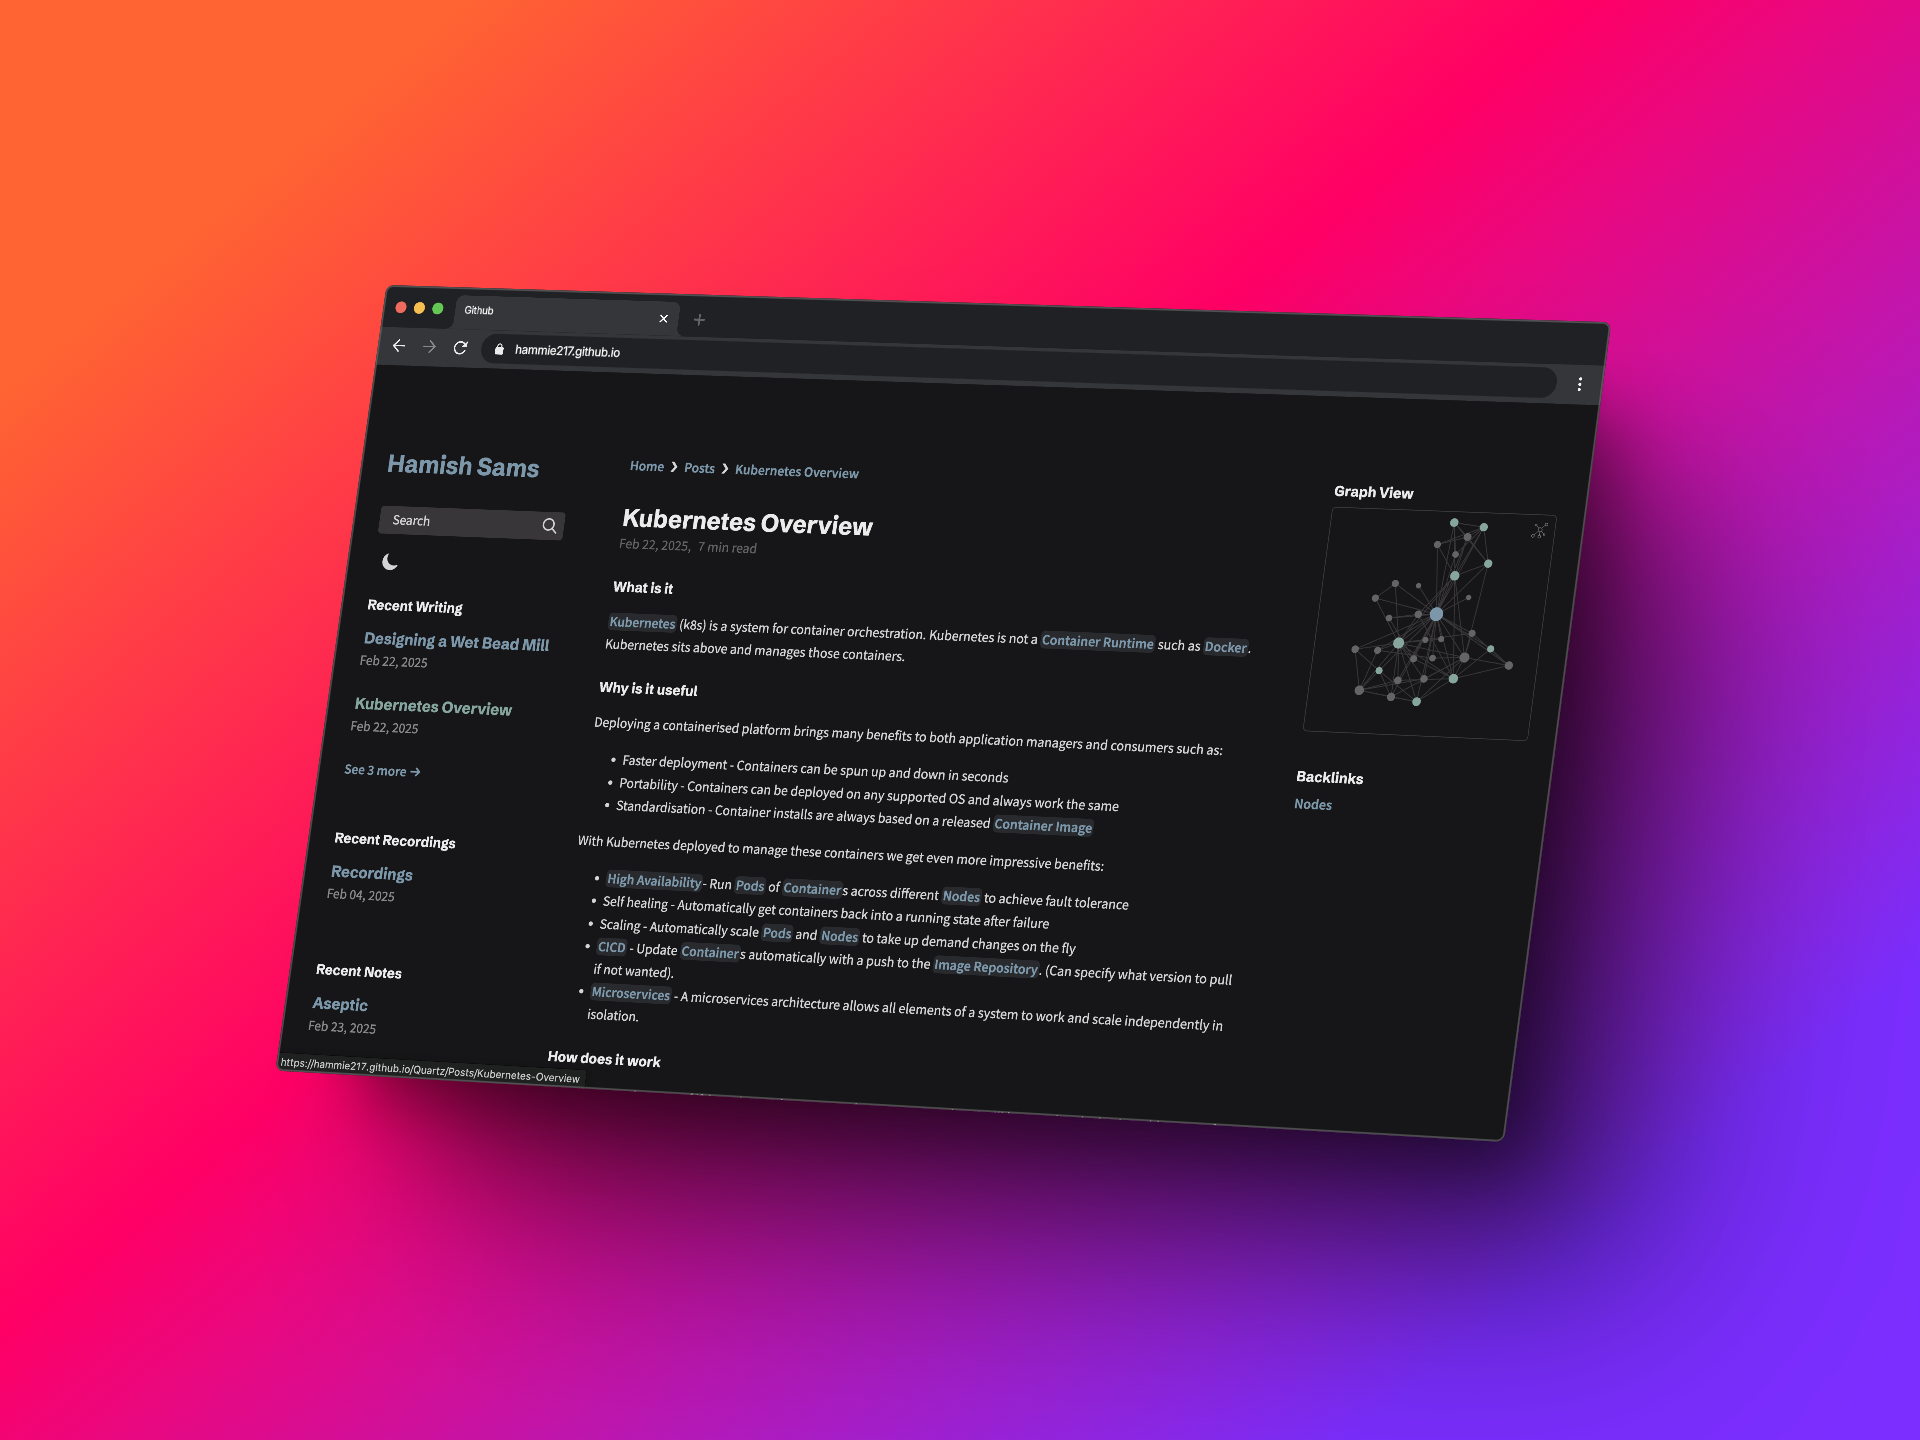 Github
hammie217.github.io
Hamish Sams
Search
Recent Writing
Designing a Wet Bead Mill
Feb 22, 2025
Kubernetes Overview
Feb 22, 2025
See 3 more →
Recent Recordings
Recordings
Feb 04, 2025
Recent Notes
Aseptic
Feb 23, 2025
https://hammie217.github.io/Quartz/Posts/Kubernetes-Overview
Home ❯ Posts ❯ Kubernetes Overview
Kubernetes Overview
Feb 22, 2025, 7 min read
What is it
Kubernetes (k8s) is a system for container orchestration. Kubernetes is not a Container Runtime such as Docker.
Kubernetes sits above and manages those containers.
Why is it useful
Deploying a containerised platform brings many benefits to both application managers and consumers such as:
• Faster deployment - Containers can be spun up and down in seconds
• Portability - Containers can be deployed on any supported OS and always work the same
• Standardisation - Container installs are always based on a released Container Image
With Kubernetes deployed to manage these containers we get even more impressive benefits:
• High Availability - Run Pods of Containers across different Nodes to achieve fault tolerance
• Self healing - Automatically get containers back into a running state after failure
• Scaling - Automatically scale Pods and Nodes to take up demand changes on the fly
• CICD - Update Containers automatically with a push to the Image Repository. (Can specify what version to pull
if not wanted).
• Microservices - A microservices architecture allows all elements of a system to work and scale independently in
isolation.
How does it work
Graph View
Backlinks
Nodes